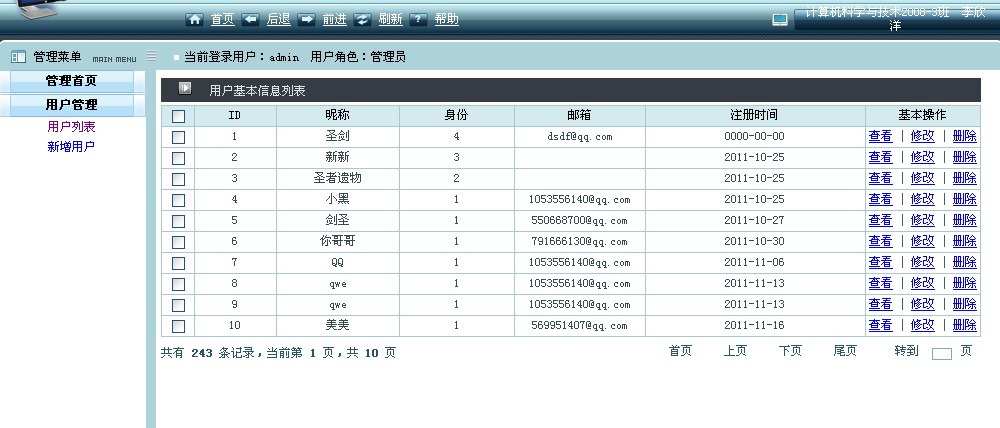 首页 后退 前进 刷新 帮助
计算机科学与技术2008-3班 李欣洋
管理菜单 MAIN MENU
当前登录用户：admin 用户角色：管理员
管理首页
用户管理
用户列表
新增用户
用户基本信息列表
ID 昵称 身份 邮箱 注册时间 基本操作
1 圣剑 4 dsdf@qq.com 0000-00-00 查看 | 修改 | 删除
2 新新 3 2011-10-25 查看 | 修改 | 删除
3 圣者遗物 2 2011-10-25 查看 | 修改 | 删除
4 小黑 1 1053556140@qq.com 2011-10-25 查看 | 修改 | 删除
5 剑圣 1 550668700@qq.com 2011-10-27 查看 | 修改 | 删除
6 你哥哥 1 791666130@qq.com 2011-10-30 查看 | 修改 | 删除
7 QQ 1 1053556140@qq.com 2011-11-06 查看 | 修改 | 删除
8 qwe 1 1053556140@qq.com 2011-11-13 查看 | 修改 | 删除
9 qwe 1 1053556140@qq.com 2011-11-13 查看 | 修改 | 删除
10 美美 1 569951407@qq.com 2011-11-16 查看 | 修改 | 删除
共有 243 条记录，当前第 1 页，共 10 页 首页 上页 下页 尾页 转到 页